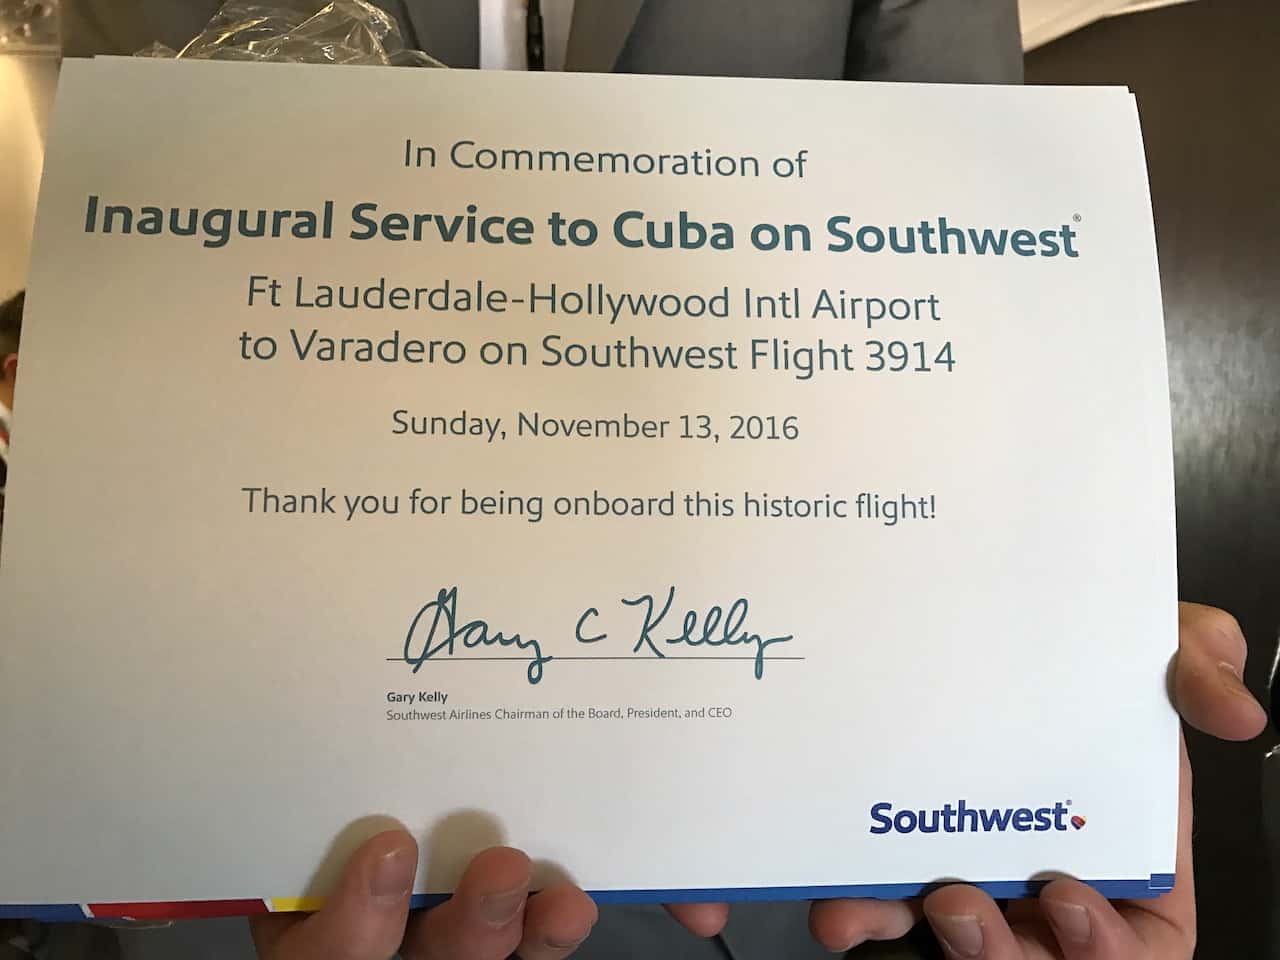 In Commemoration of
Inaugural Service to Cuba on Southwest®
Ft Lauderdale-Hollywood Intl Airport
to Varadero on Southwest Flight 3914
Sunday, November 13, 2016
Thank you for being onboard this historic flight!
Gary C Kelly
Gary Kelly
Southwest Airlines Chairman of the Board, President, and CEO
Southwest®